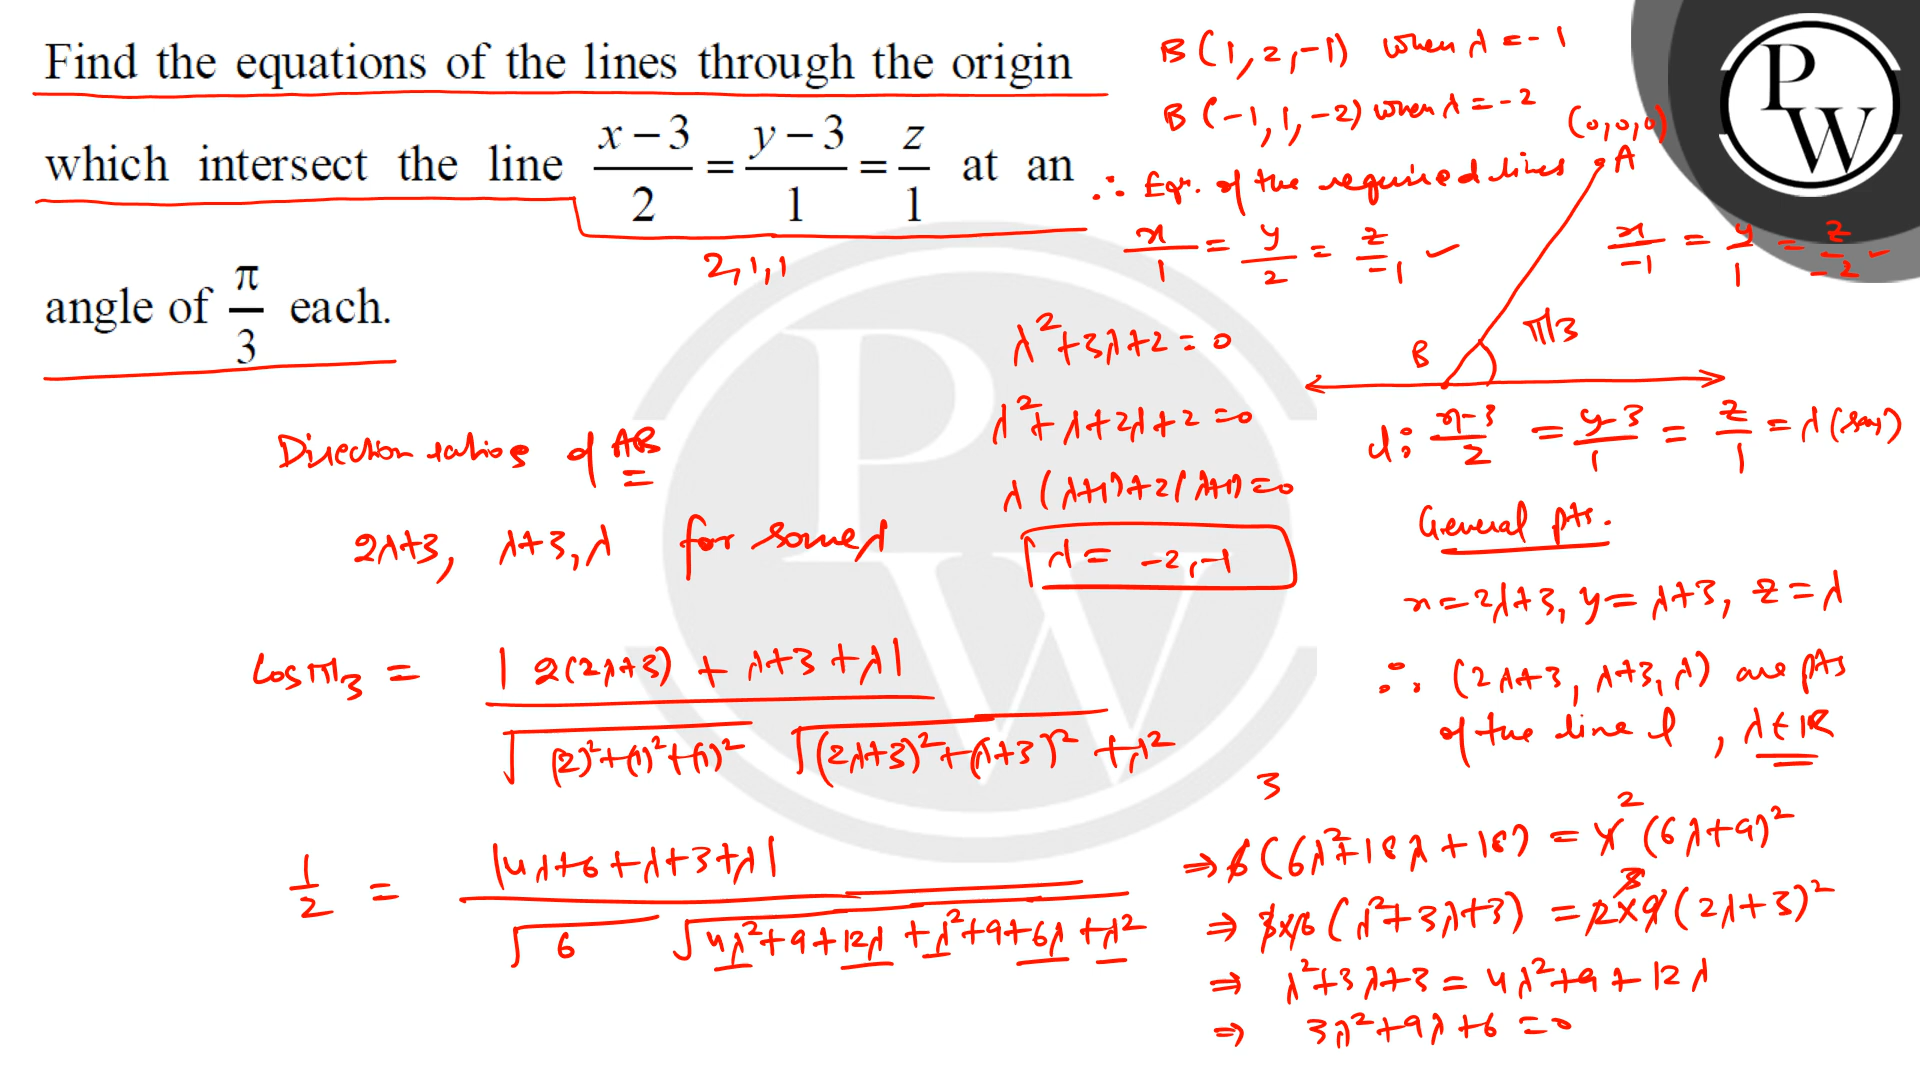 Find the equations of the lines through the origin
which intersect the line (x − 3)/2 = (y − 3)/1 = z/1 at an
angle of π/3 each.
2, 1, 1
B (1, 2, −1) when λ = −1
B (−1, 1, −2) when λ = −2
∴ Eqn. of the required lines
x/1 = y/2 = z/−1 ✓ x/−1 = y/1 = z/−2 ✓
(0,0,0)
A
π/3
B
l: (x−3)/2 = (y−3)/1 = z/1 = λ (say)
General pts.
x = 2λ+3, y = λ+3, z = λ
∴ (2λ+3, λ+3, λ) are pts
of the line l, λ ∈ IR
Direction ratios of AB
2λ+3, λ+3, λ for some λ
cos π/3 = |2(2λ+3) + λ+3 + λ| / √((2)²+(1)²+(1)²) √((2λ+3)²+(λ+3)²+λ²)
1/2 = |4λ+6+λ+3+λ| / √6 √(4λ²+9+12λ+λ²+9+6λ+λ²)
3 2
⇒ 6(6λ²+18λ+18) = 4(6λ+9)²
3
⇒ 3×6(λ²+3λ+3) = 2×9(2λ+3)²
⇒ λ²+3λ+3 = 4λ²+9+12λ
⇒ 3λ²+9λ+6 = 0
λ²+3λ+2 = 0
λ²+λ+2λ+2 = 0
λ(λ+1)+2(λ+1) = 0
λ = −2, −1
P
W
P
W